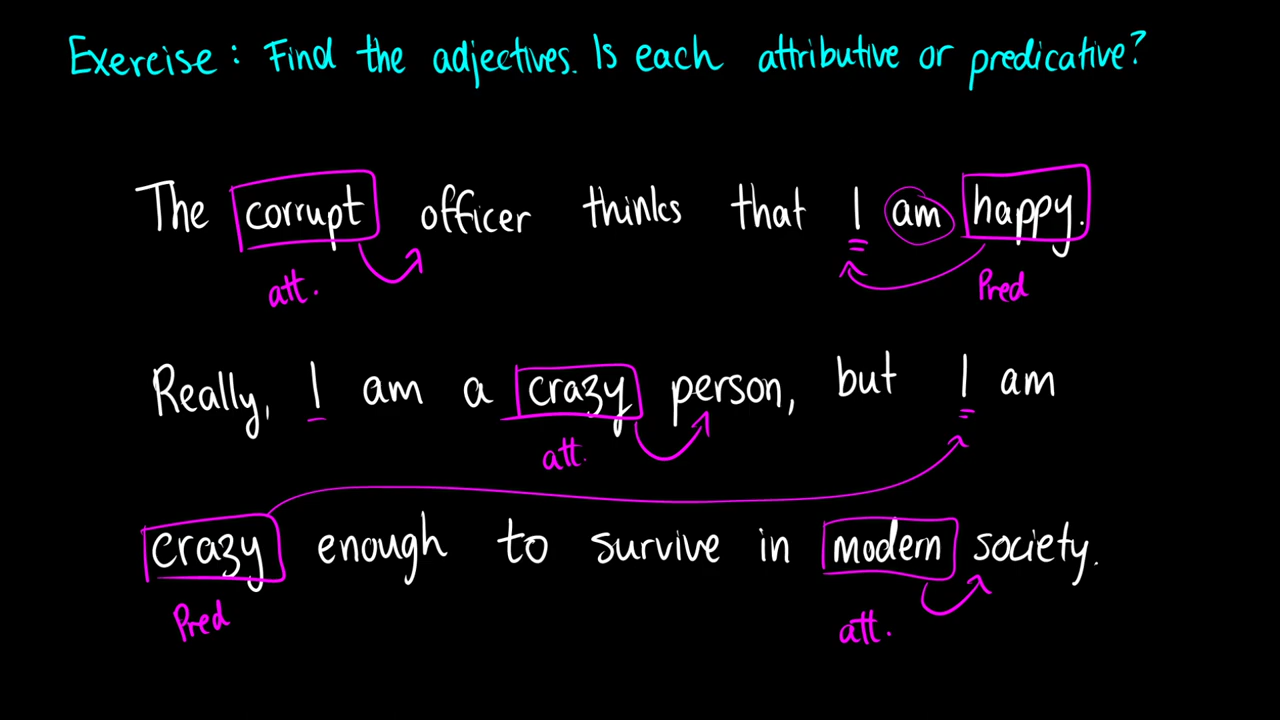 Exercise: Find the adjectives. Is each attributive or predicative?
The corrupt officer thinks that I am happy.
att. Pred
Really, I am a crazy person, but I am
att.
crazy enough to survive in modern society.
Pred att.